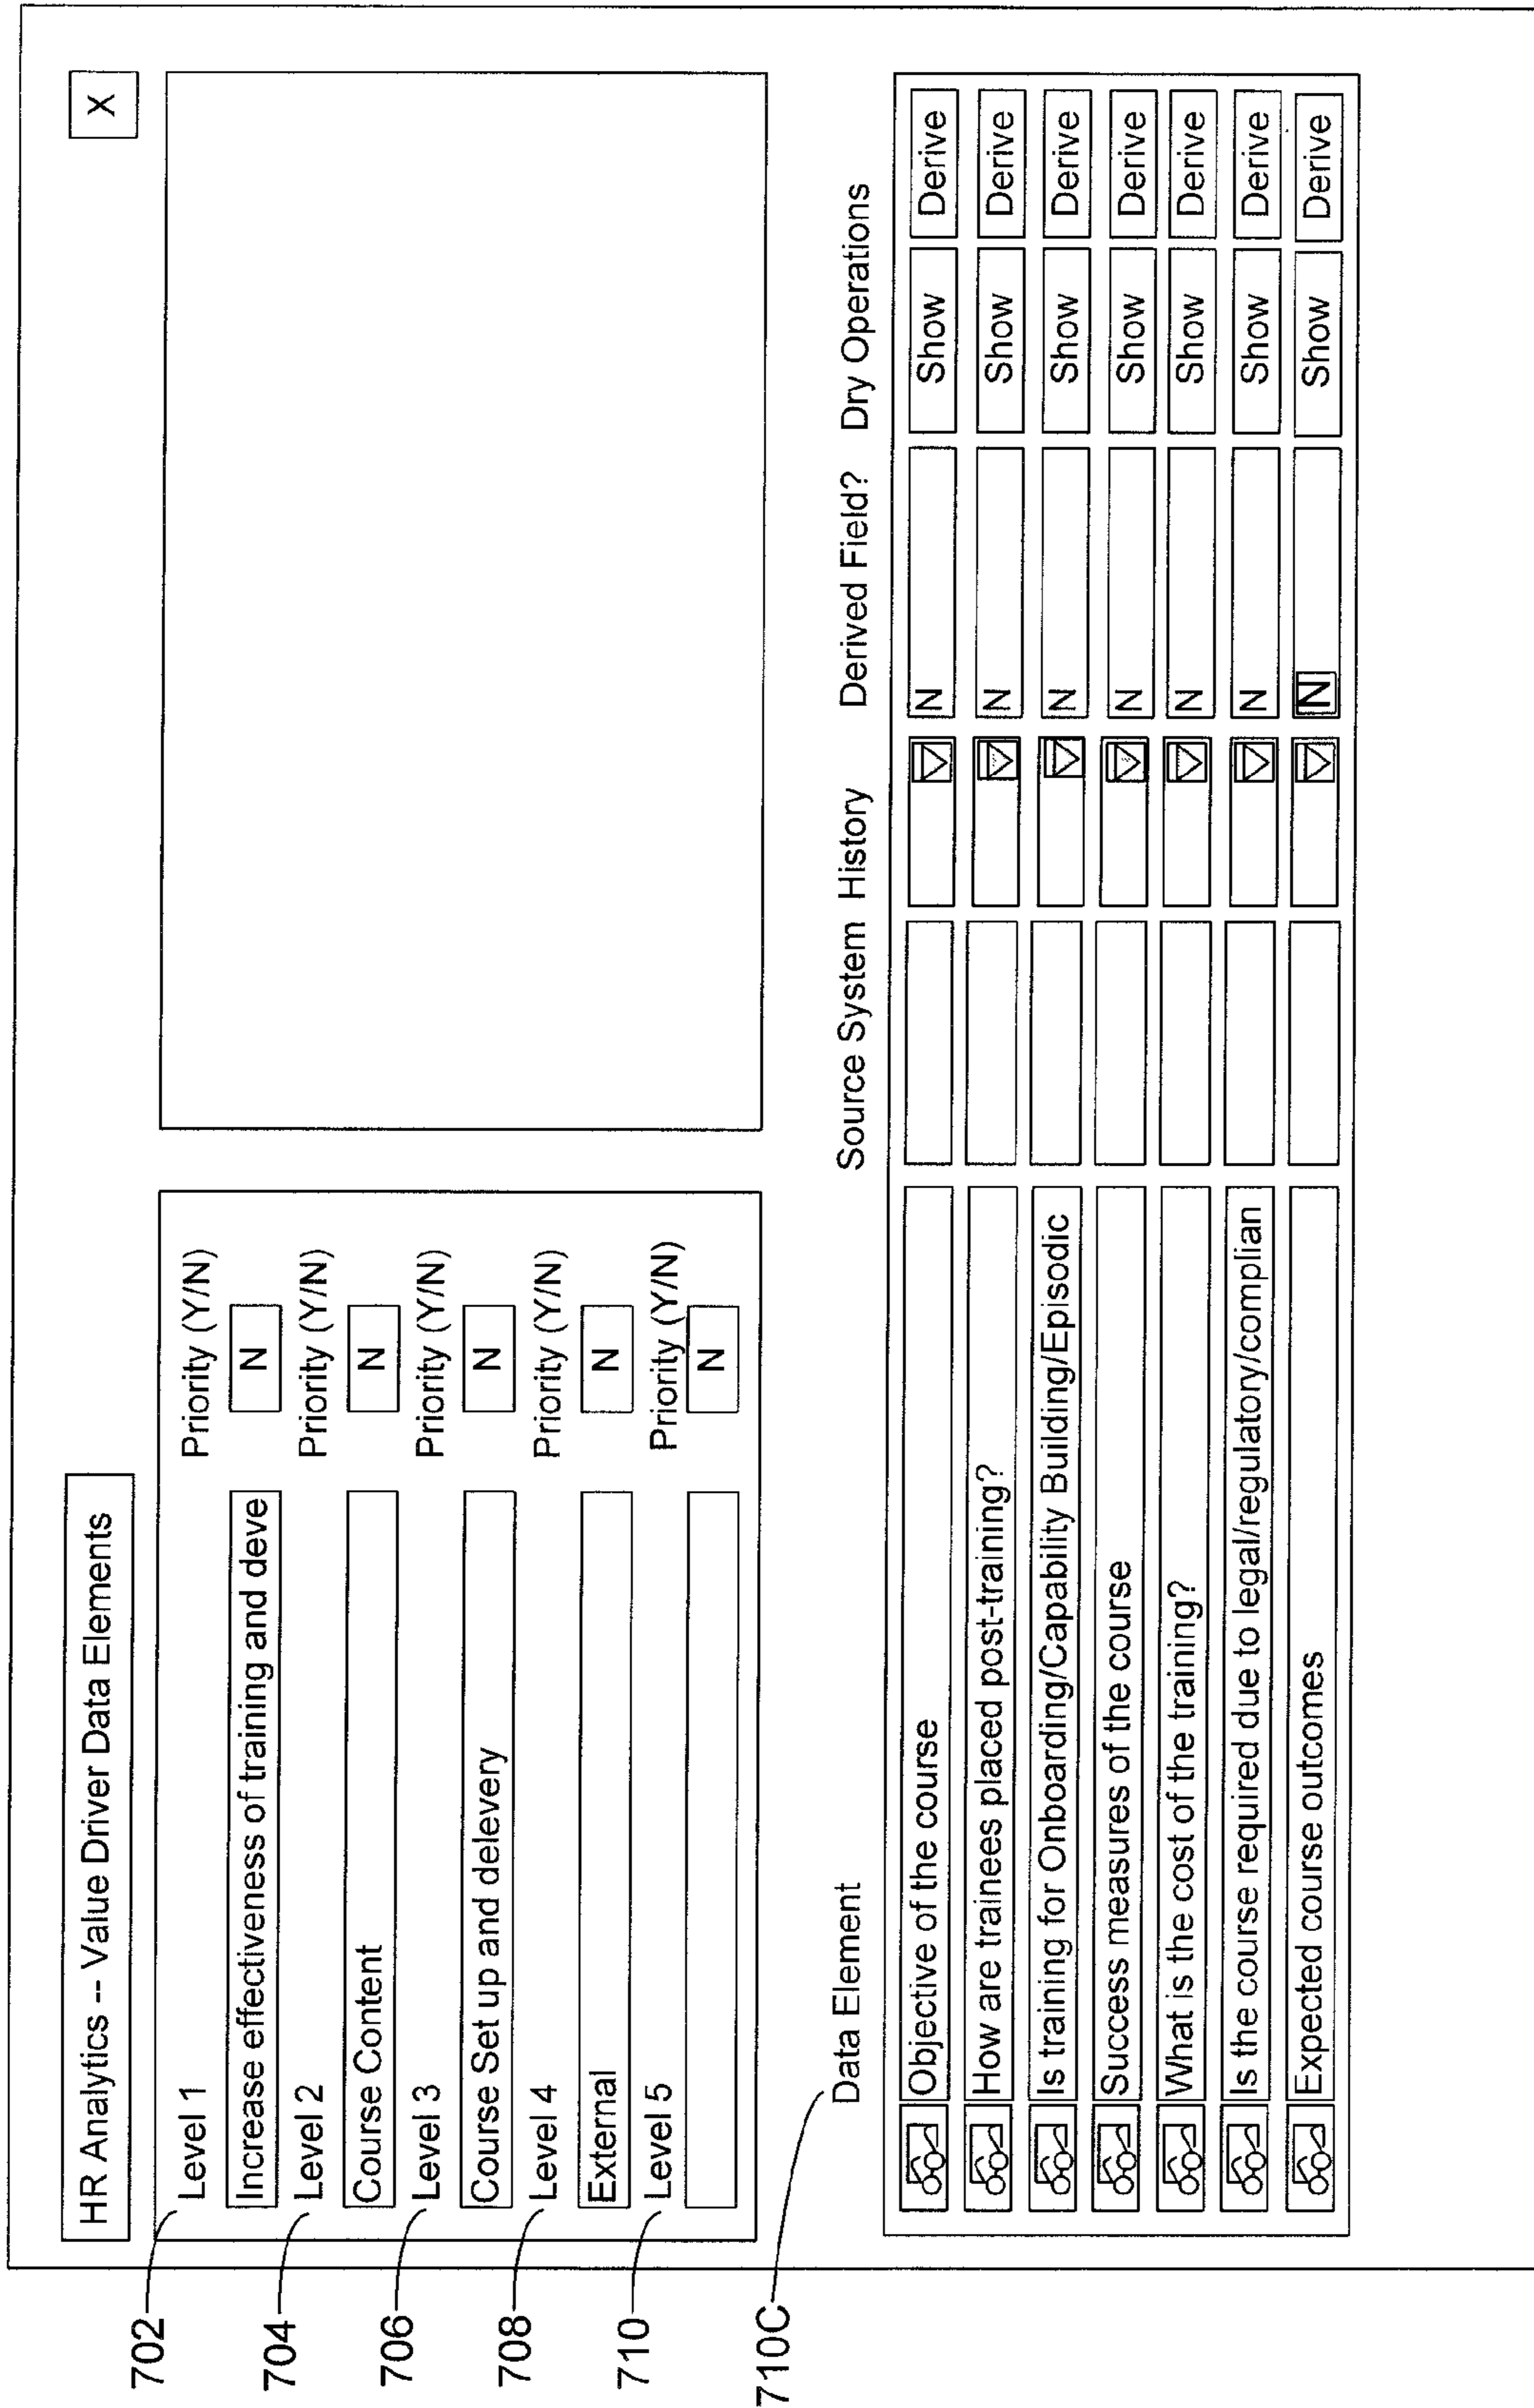 HR Analytics -- Value Driver Data Elements
X
702
Level 1
Priority (Y/N)
Increase effectiveness of training and deve
N
704
Level 2
Priority (Y/N)
Course Content
N
706
Level 3
Priority (Y/N)
Course Set up and delevery
N
708
Level 4
Priority (Y/N)
External
N
710
Level 5
Priority (Y/N)
N
710C
Data Element Source System History Derived Field? Dry Operations
Objective of the course N Show Derive
How are trainees placed post-training? N Show Derive
Is training for Onboarding/Capability Building/Episodic N Show Derive
Success measures of the course N Show Derive
What is the cost of the training? N Show Derive
Is the course required due to legal/regulatory/complian N Show Derive
Expected course outcomes N Show Derive